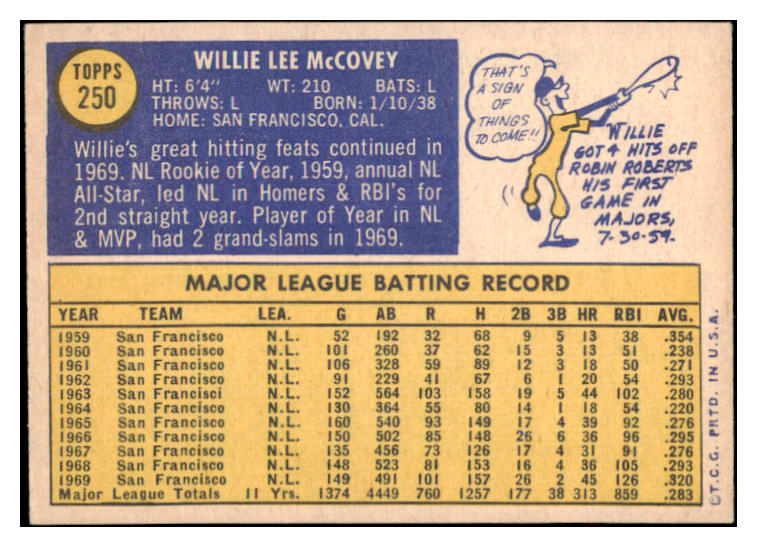 TOPPS
250
WILLIE LEE McCOVEY
HT: 6'4" WT: 210 BATS: L
THROWS: L BORN: 1/10/38
HOME: SAN FRANCISCO, CAL.
Willie's great hitting feats continued in
1969. NL Rookie of Year, 1959, annual NL
All-Star, led NL in Homers & RBI's for
2nd straight year. Player of Year in NL
& MVP, had 2 grand-slams in 1969.
THAT'S
A SIGN
OF
THINGS
TO COME!!
WILLIE
GOT 4 HITS OFF
ROBIN ROBERTS
HIS FIRST
GAME IN
MAJORS,
7-30-59.
MAJOR LEAGUE BATTING RECORD
YEAR TEAM LEA. G AB R H 2B 3B HR RBI AVG.
1959 San Francisco N.L. 52 192 32 68 9 5 13 38 .354
1960 San Francisco N.L. 101 260 37 62 15 3 13 51 .238
1961 San Francisco N.L. 106 328 59 89 12 3 18 50 .271
1962 San Francisco N.L. 91 229 41 67 6 1 20 54 .293
1963 San Francisci N.L. 152 564 103 158 19 5 44 102 .280
1964 San Francisco N.L. 130 364 55 80 14 1 18 54 .220
1965 San Francisco N.L. 160 540 93 149 17 4 39 92 .276
1966 San Francisco N.L. 150 502 85 148 26 6 36 96 .295
1967 San Francisco N.L. 135 456 73 126 17 4 31 91 .276
1968 San Francisco N.L. 148 523 81 153 16 4 36 105 .293
1969 San Francisco N.L. 149 491 101 157 26 2 45 126 .320
Major League Totals 11 Yrs. 1374 4449 760 1257 177 38 313 859 .283
©T.C.G. PRTD. IN U.S.A.